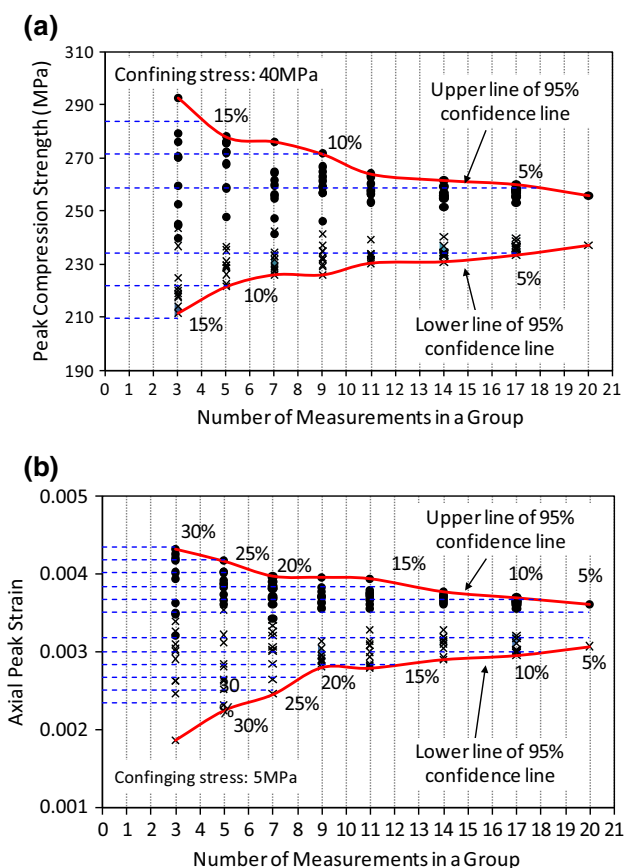 (a)
Peak Compression Strength (MPa)
310
290
270
250
230
210
190
Confining stress: 40MPa
Upper line of 95%
confidence line
15%
10%
5%
10%
5%
15%
Lower line of 95%
confidence line
0 1 2 3 4 5 6 7 8 9 10 11 12 13 14 15 16 17 18 19 20 21
Number of Measurements in a Group
(b)
Axial Peak Strain
0.005
0.004
0.003
0.002
0.001
30%
25%
20%
Upper line of 95%
confidence line
15%
10%
5%
30
%
30%
25%
20%
15%
10%
5%
Lower line of 95%
confidence line
Confinging stress: 5MPa
0 1 2 3 4 5 6 7 8 9 10 11 12 13 14 15 16 17 18 19 20 21
Number of Measurements in a Group